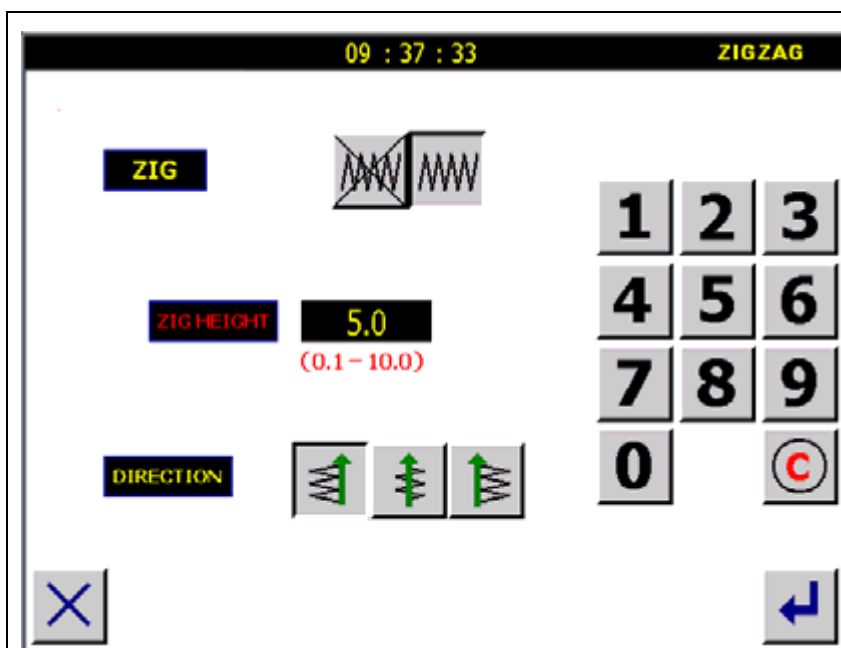 09 : 37 : 33 ZIGZAG
ZIG
1 2 3
ZIG HEIGHT 5.0 4 5 6
(0.1-10.0)
7 8 9
DIRECTION 0 C